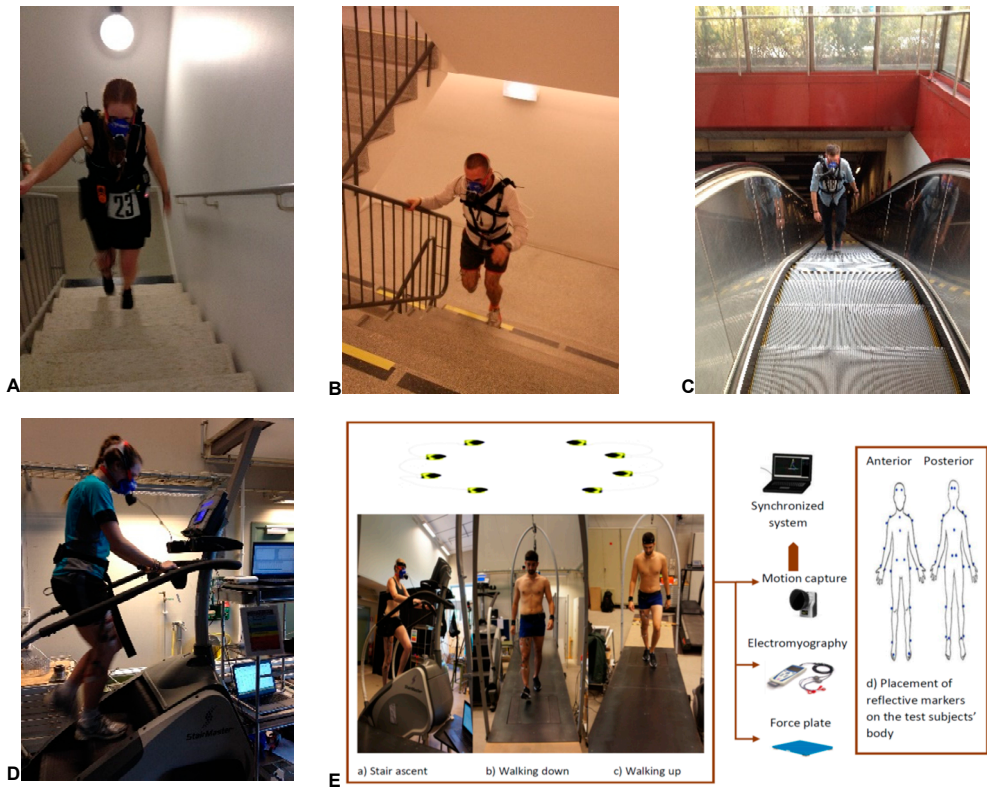 23
A
B
C
D
StairMaster
E
a) Stair ascent
b) Walking down
c) Walking up
Synchronized
system
Motion capture
Electromyography
Force plate
Anterior Posterior
d) Placement of
reflective markers
on the test subjects’
body